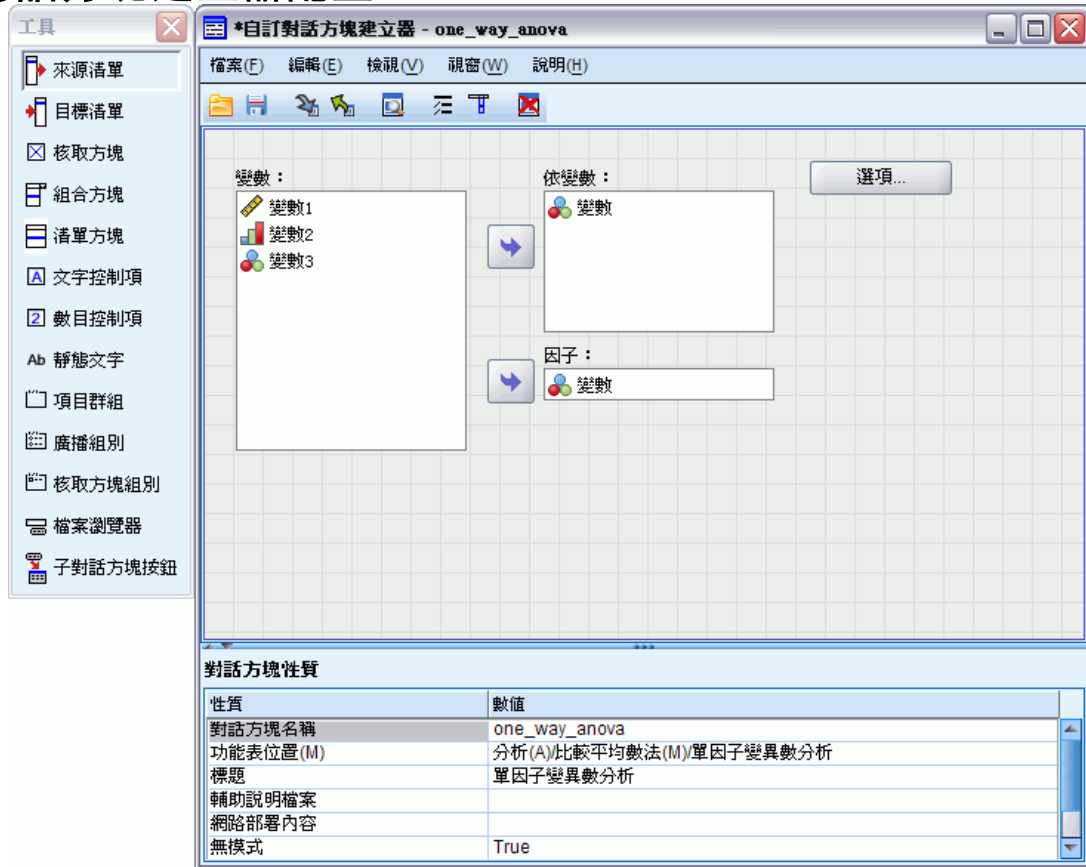 工具
來源清單
目標清單
核取方塊
組合方塊
清單方塊
A 文字控制項
2 數目控制項
Ab 靜態文字
項目群組
廣播組別
核取方塊組別
檔案瀏覽器
子對話方塊按鈕
*自訂對話方塊建立器 - one_way_anova
檔案(F) 編輯(E) 檢視(V) 視窗(W) 說明(H)
變數：
變數1
變數2
變數3
依變數：
變數
因子：
變數
選項...
對話方塊性質
性質 數值
對話方塊名稱 one_way_anova
功能表位置(M) 分析(A)/比較平均數法(M)/單因子變異數分析
標題 單因子變異數分析
輔助說明檔案
網路部署內容
無模式 True